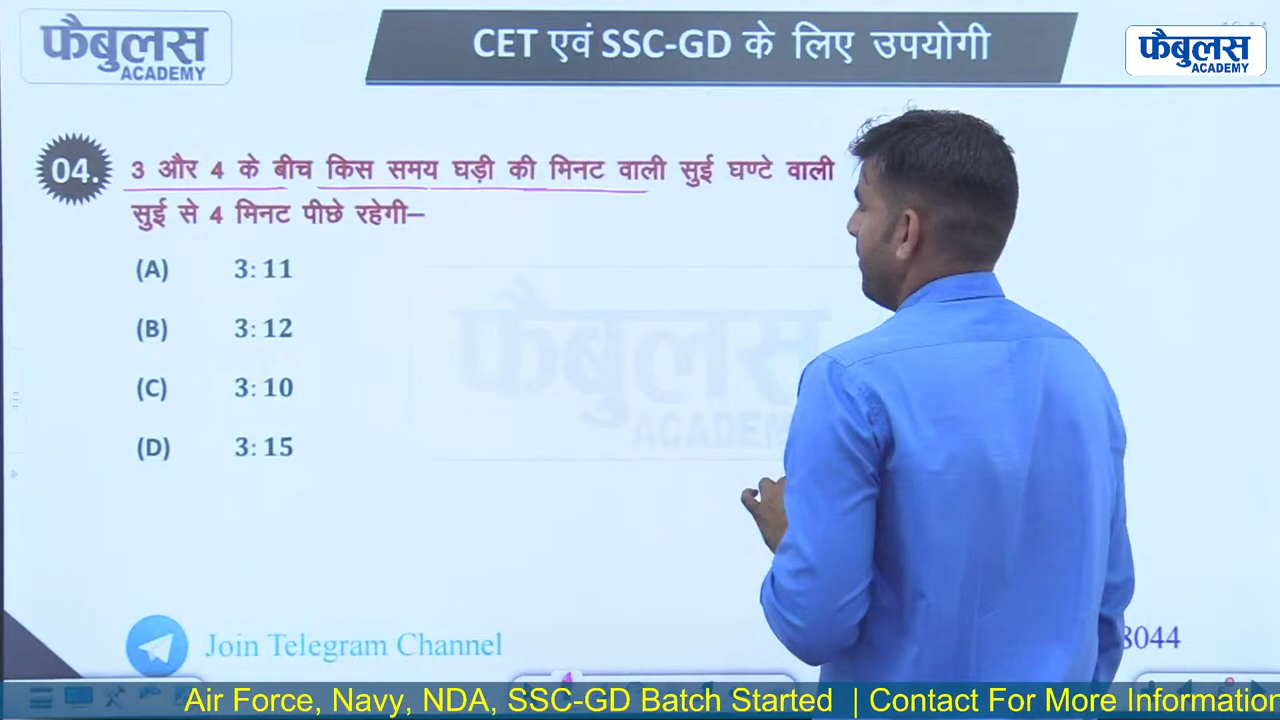 फैबुलस
ACADEMY
CET एवं SSC-GD के लिए उपयोगी
फैबुलस
ACADEMY
04. 3 और 4 के बीच किस समय घड़ी की मिनट वाली सुई घण्टे वाली
सुई से 4 मिनट पीछे रहेगी–
(A) 3: 11
(B) 3: 12
(C) 3: 10
(D) 3: 15
फैबुलस
ACADEMY
Join Telegram Channel
8044
Air Force, Navy, NDA, SSC-GD Batch Started | Contact For More Information